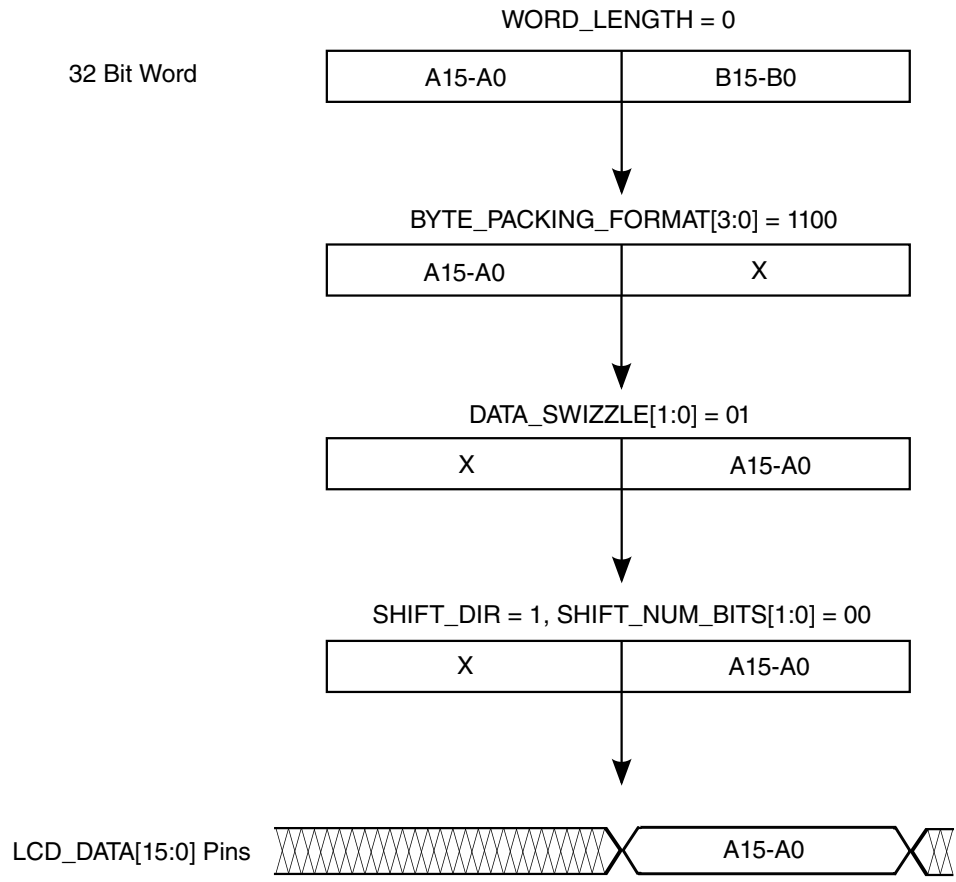 WORD_LENGTH = 0
32 Bit Word
A15-A0 B15-B0
BYTE_PACKING_FORMAT[3:0] = 1100
A15-A0 X
DATA_SWIZZLE[1:0] = 01
X A15-A0
SHIFT_DIR = 1, SHIFT_NUM_BITS[1:0] = 00
X A15-A0
LCD_DATA[15:0] Pins A15-A0